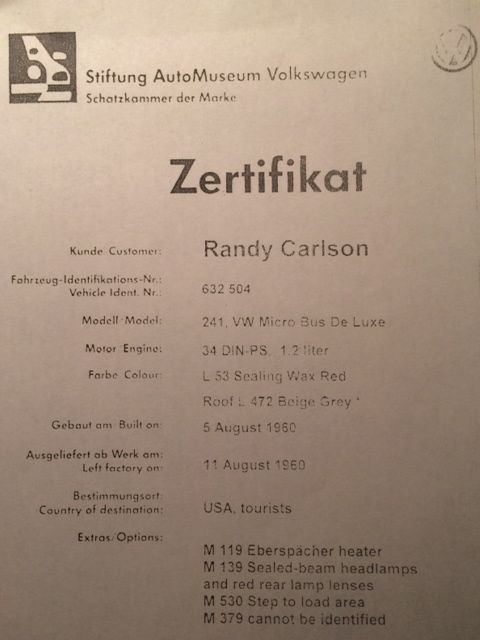 Stiftung AutoMuseum Volkswagen
Schatzkammer der Marke
Zertifikat
Kunde/Customer: Randy Carlson
Fahrzeug-Identifikations-Nr.:
Vehicle Ident. Nr.: 632 504
Modell/Model: 241, VW Micro Bus De Luxe
Motor/Engine: 34 DIN-PS, 1.2 liter
Farbe/Colour: L 53 Sealing Wax Red
Roof L 472 Beige Grey *
Gebaut am/Built on: 5 August 1960
Ausgeliefert ab Werk am:
Left factory on: 11 August 1960
Bestimmungsort:
Country of destination: USA, tourists
Extras/Options:
M 119 Eberspächer heater
M 139 Sealed-beam headlamps
and red rear lamp lenses
M 530 Step to load area
M 379 cannot be identified